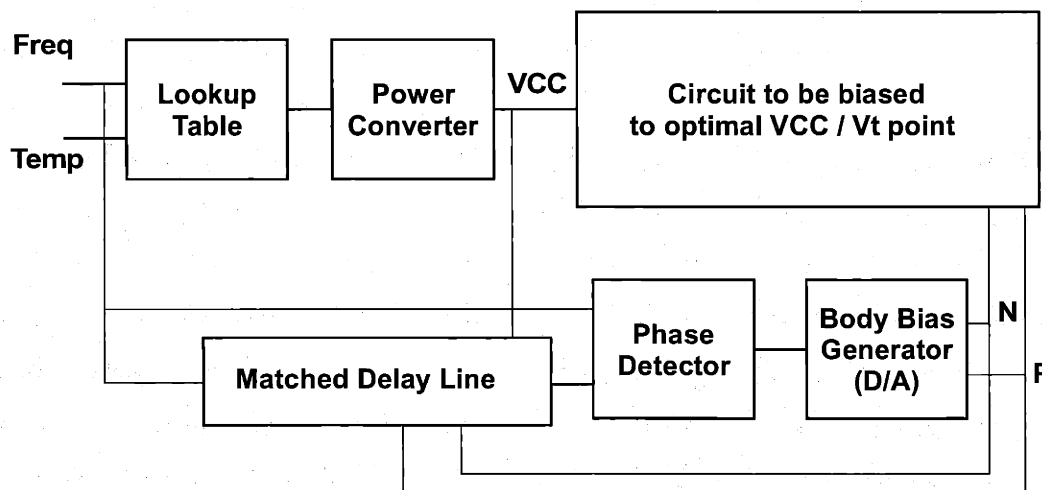 Freq
Temp
Lookup
Table
Power
Converter
VCC
Circuit to be biased
to optimal VCC / Vt point
Matched Delay Line
Phase
Detector
Body Bias
Generator
(D/A)
N
P